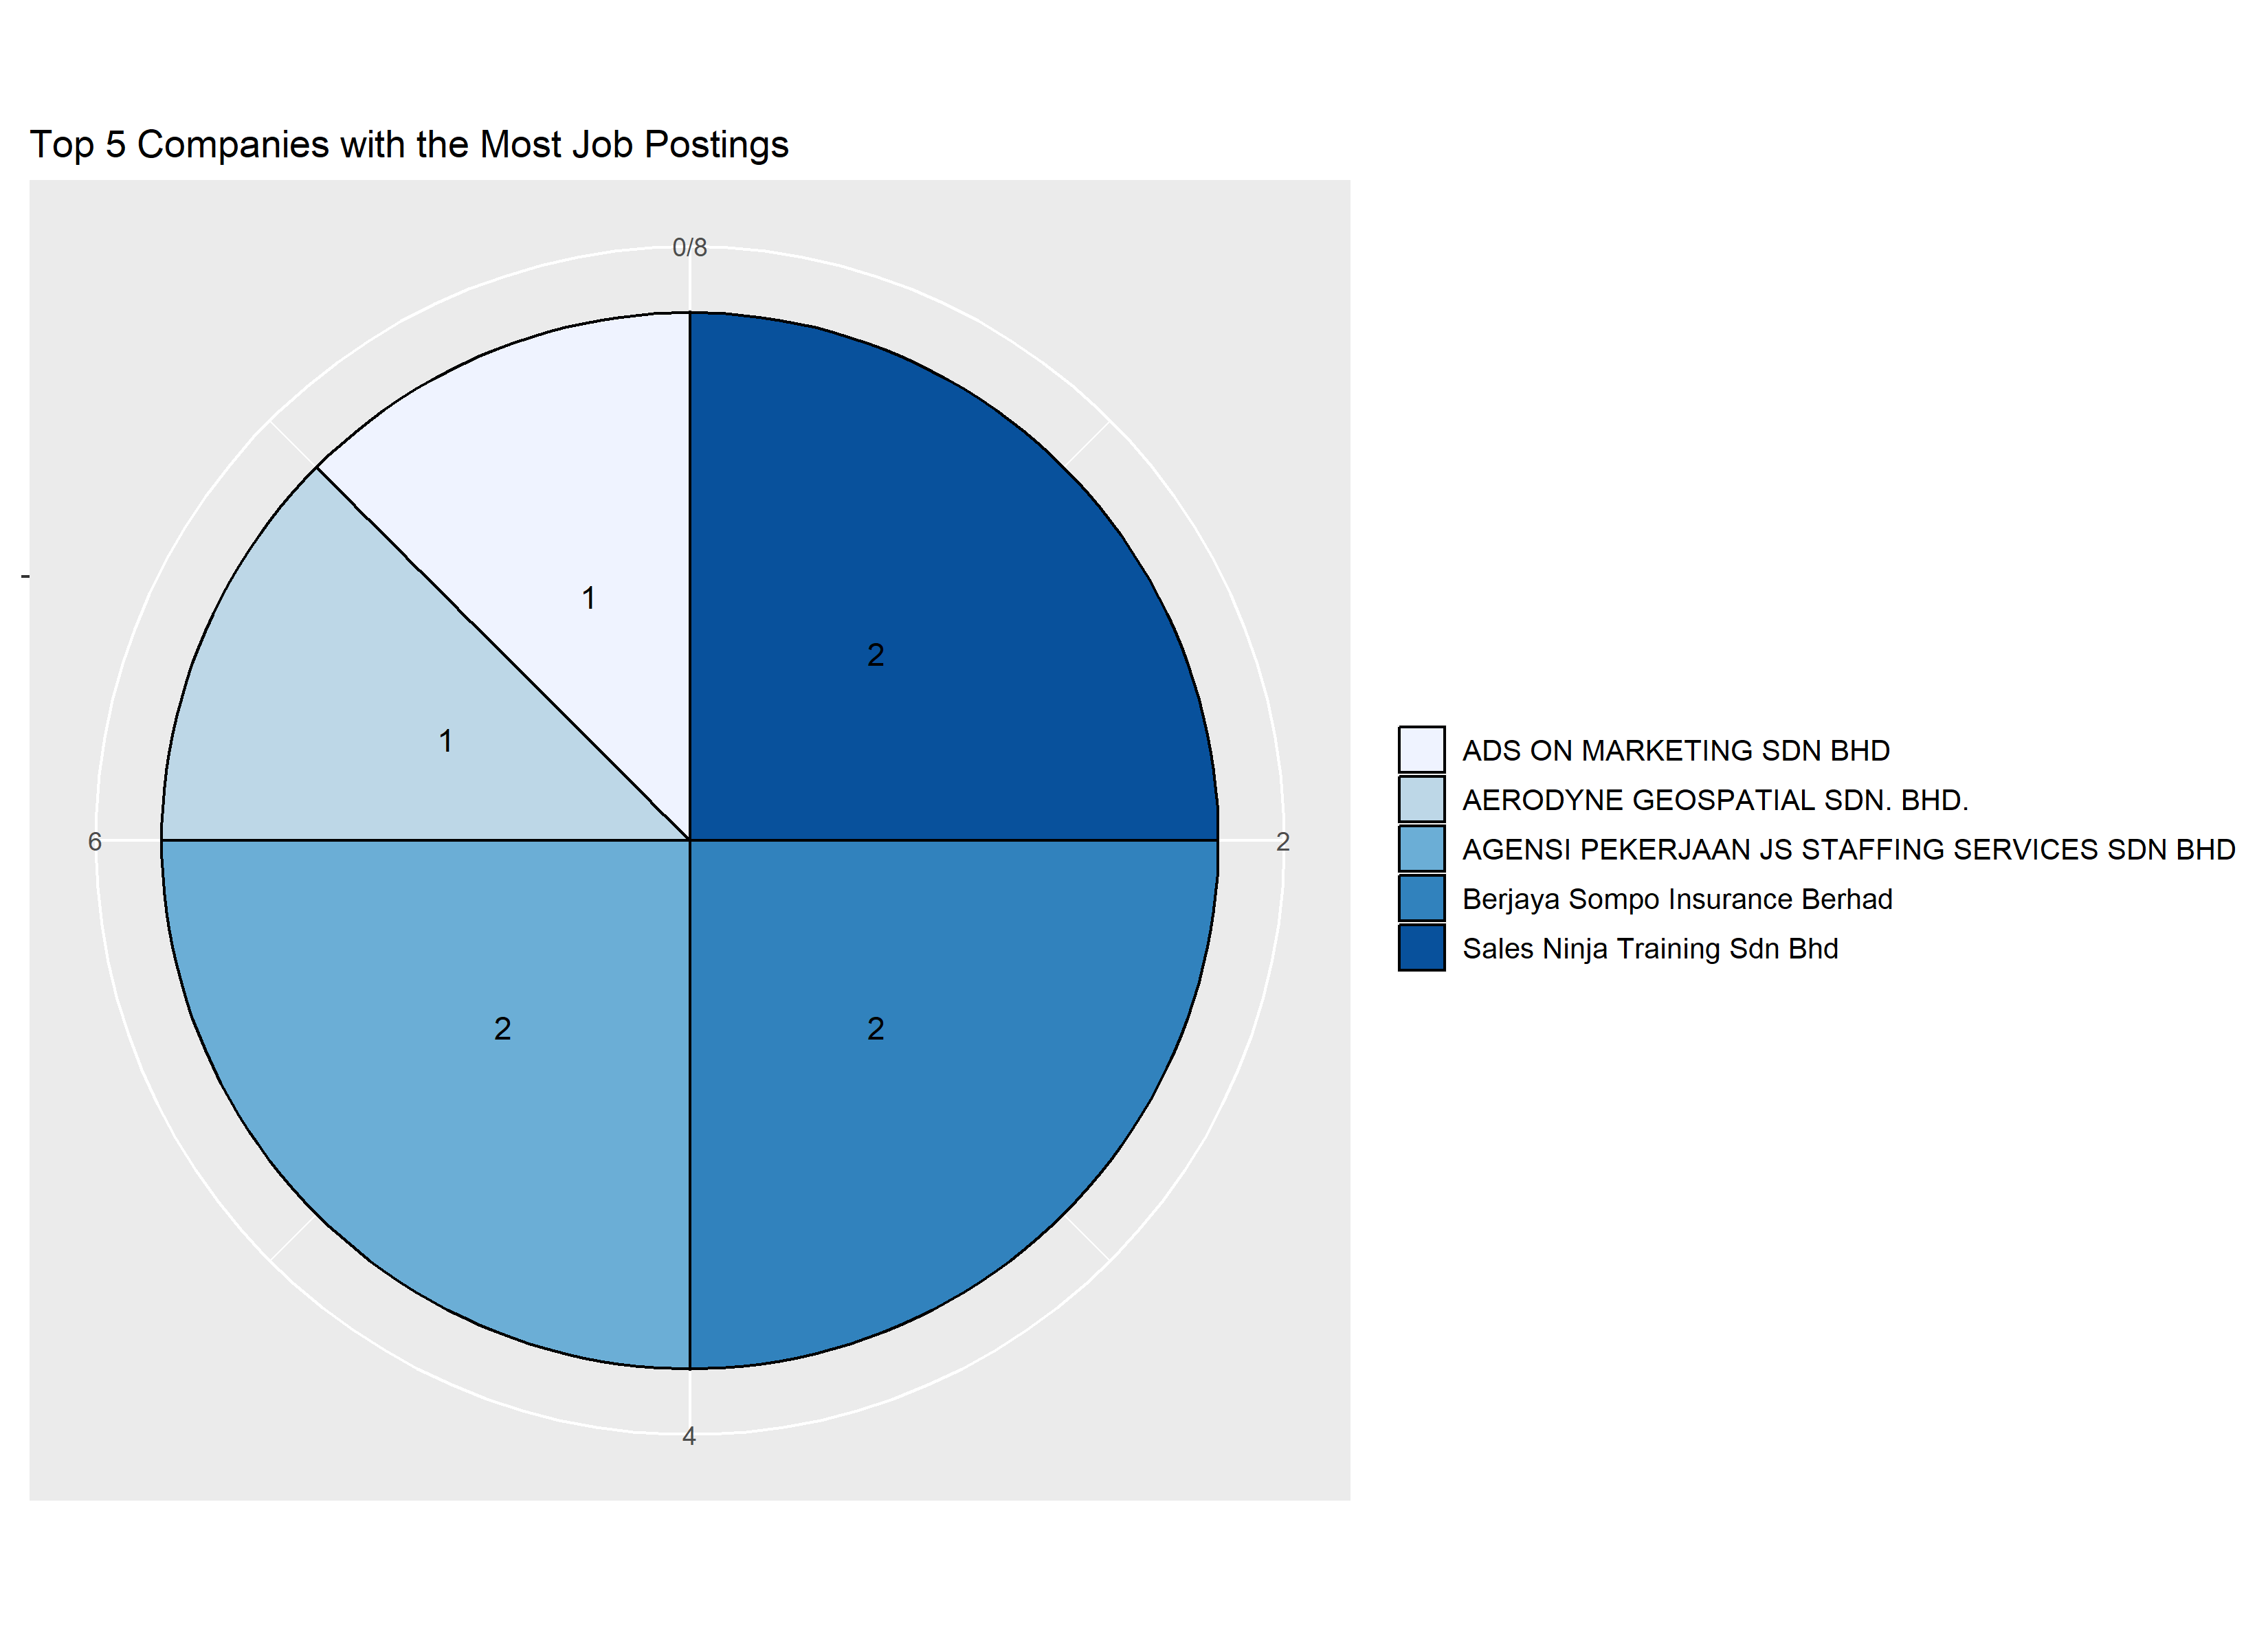 Top 5 Companies with the Most Job Postings
0/8
1
2
1
6
2
2
2
4
ADS ON MARKETING SDN BHD
AERODYNE GEOSPATIAL SDN. BHD.
AGENSI PEKERJAAN JS STAFFING SERVICES SDN BHD
Berjaya Sompo Insurance Berhad
Sales Ninja Training Sdn Bhd